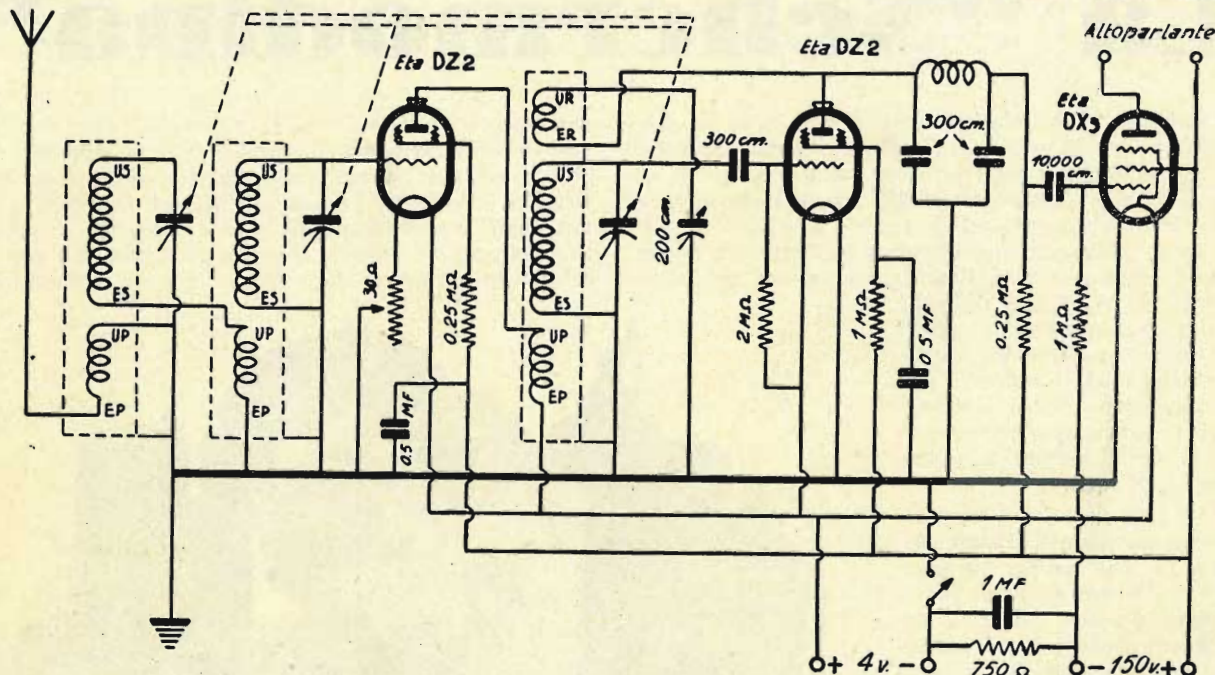 Eta DZ2
Eta DZ2
Altoparlante
Eta
DX3
US
ES
UP
EP
US
ES
UP
EP
30 Ω
0.25 MΩ
0.5 MF
UR
ER
US
ES
UP
EP
200 cm.
300 cm.
2 MΩ
1 MΩ
0 5 MF
300 cm.
10,000
cm.
0.25 MΩ
1 MΩ
1 MF
750 Ω
+ 4 v. -
- 150 v. +